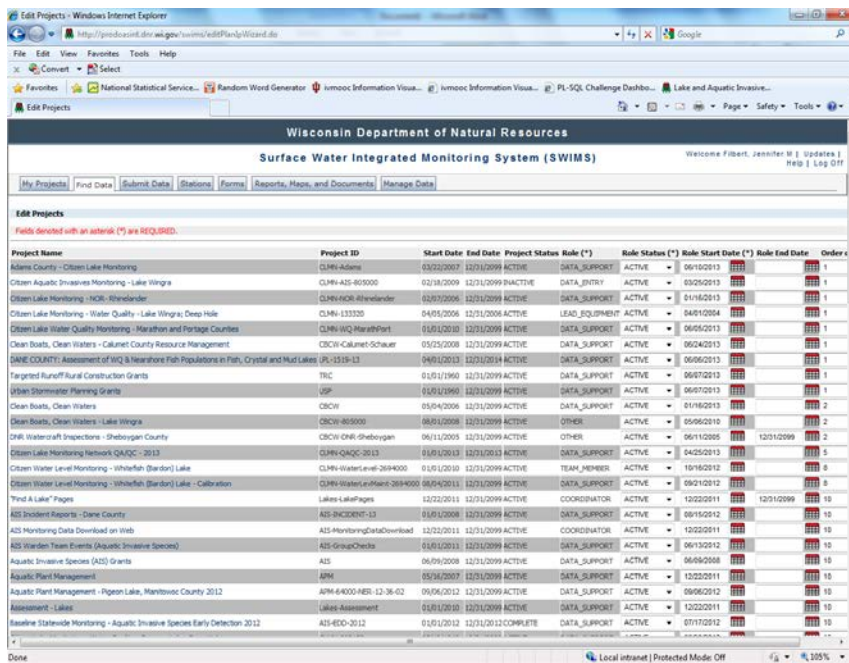 Edit Projects - Windows Internet Explorer
http://prodoasint.dnr.wi.gov/swims/editPlanIpWizard.do
Google
File Edit View Favorites Tools Help
x Convert Select
Favorites National Statistical Service... Random Word Generator ivmooc Information Visua... ivmooc Information Visua... PL-SQL Challenge Dashbo... Lake and Aquatic Invasive...
Edit Projects Page Safety Tools
Wisconsin Department of Natural Resources
Surface Water Integrated Monitoring System (SWIMS) Welcome Filbert, Jennifer M | Updates |
Help | Log Off
My Projects Find Data Submit Data Stations Forms Reports, Maps, and Documents Manage Data
Edit Projects
Fields denoted with an asterisk (*) are REQUIRED.
Project Name Project ID Start Date End Date Project Status Role (*) Role Status (*) Role Start Date (*) Role End Date Order
Adams County - Citizen Lake Monitoring CLMN-Adams 03/22/2007 12/31/2099 ACTIVE DATA_SUPPORT ACTIVE 06/10/2013 1
Citizen Aquatic Invasives Monitoring - Lake Wingra CLMN-AIS-805000 02/18/2009 12/31/2099 INACTIVE DATA_ENTRY ACTIVE 03/25/2013 1
Citizen Lake Monitoring - NOR- Rhinelander CLMN-NOR-Rhinelander 02/07/2006 12/31/2099 ACTIVE DATA_SUPPORT ACTIVE 01/16/2013 1
Citizen Lake Monitoring - Water Quality - Lake Wingra; Deep Hole CLMN-133320 04/05/2006 12/31/2006 ACTIVE LEAD_EQUIPMENT ACTIVE 04/01/2004 1
Citizen Lake Water Quality Monitoring - Marathon and Portage Counties CLMN-WQ-MarathPort 01/01/2010 12/31/2099 ACTIVE DATA_SUPPORT ACTIVE 06/05/2013 1
Clean Boats, Clean Waters - Calumet County Resource Management CBCW-Calumet-Schauer 05/25/2008 12/31/2099 ACTIVE DATA_SUPPORT ACTIVE 06/24/2013 1
DANE COUNTY: Assessment of WQ & Nearshore Fish Populations in Fish, Crystal and Mud Lakes LPL-1519-13 04/01/2013 12/31/2014 ACTIVE DATA_SUPPORT ACTIVE 06/06/2013 1
Targeted Runoff Rural Construction Grants TRC 01/01/1960 12/31/2099 ACTIVE DATA_SUPPORT ACTIVE 06/07/2013 1
Urban Stormwater Planning Grants USP 01/01/1960 12/31/2099 ACTIVE DATA_SUPPORT ACTIVE 06/07/2013 1
Clean Boats, Clean Waters CBCW 05/04/2006 12/31/2099 ACTIVE DATA_SUPPORT ACTIVE 01/16/2013 2
Clean Boats, Clean Waters - Lake Wingra CBCW-805000 08/01/2008 12/31/2099 ACTIVE OTHER ACTIVE 05/06/2010 2
DNR Watercraft Inspections - Sheboygan County CBCW-DNR-Sheboygan 06/11/2005 12/31/2099 ACTIVE OTHER ACTIVE 06/11/2005 12/31/2099 2
Citizen Lake Monitoring Network QA/QC - 2013 CLMN-QAQC-2013 01/01/2013 12/31/2013 ACTIVE DATA_SUPPORT ACTIVE 04/25/2013 5
Citizen Water Level Monitoring - Whitefish (Bardon) Lake CLMN-WaterLevel-2694000 01/01/2010 12/31/2099 ACTIVE TEAM_MEMBER ACTIVE 10/16/2012 8
Citizen Water Level Monitoring - Whitefish (Bardon) Lake - Calibration CLMN-WaterLevMaint-2694000 08/04/2011 12/31/2099 ACTIVE DATA_SUPPORT ACTIVE 09/21/2012 8
"Find A Lake" Pages Lakes-LakePages 12/22/2011 12/31/2099 ACTIVE COORDINATOR ACTIVE 12/22/2011 12/31/2099 10
AIS Incident Reports - Dane County AIS-INCIDENT-13 01/01/2008 12/31/2099 ACTIVE DATA_SUPPORT ACTIVE 08/15/2012 10
AIS Monitoring Data Download on Web AIS-MonitoringDataDownload 12/22/2011 12/31/2099 ACTIVE COORDINATOR ACTIVE 12/22/2011 10
AIS Warden Team Events (Aquatic Invasive Species) AIS-GroupChecks 01/01/2011 12/31/2099 ACTIVE DATA_SUPPORT ACTIVE 06/13/2012 10
Aquatic Invasive Species (AIS) Grants AIS 06/09/2008 12/31/2099 ACTIVE DATA_SUPPORT ACTIVE 06/09/2008 10
Aquatic Plant Management APM 05/16/2007 12/31/2099 ACTIVE DATA_SUPPORT ACTIVE 12/22/2011 10
Aquatic Plant Management - Pigeon Lake, Manitowoc County 2012 APM-64000-NER-12-36-02 09/06/2012 12/31/2099 ACTIVE DATA_SUPPORT ACTIVE 09/06/2012 10
Assessment - Lakes Lakes-Assessment 01/01/2010 12/31/2099 ACTIVE DATA_SUPPORT ACTIVE 12/22/2011 10
Baseline Statewide Monitoring - Aquatic Invasive Species Early Detection 2012 AIS-EDD-2012 01/01/2012 12/31/2012 COMPLETE DATA_SUPPORT ACTIVE 07/17/2012 10
Done Local intranet | Protected Mode: Off 105%